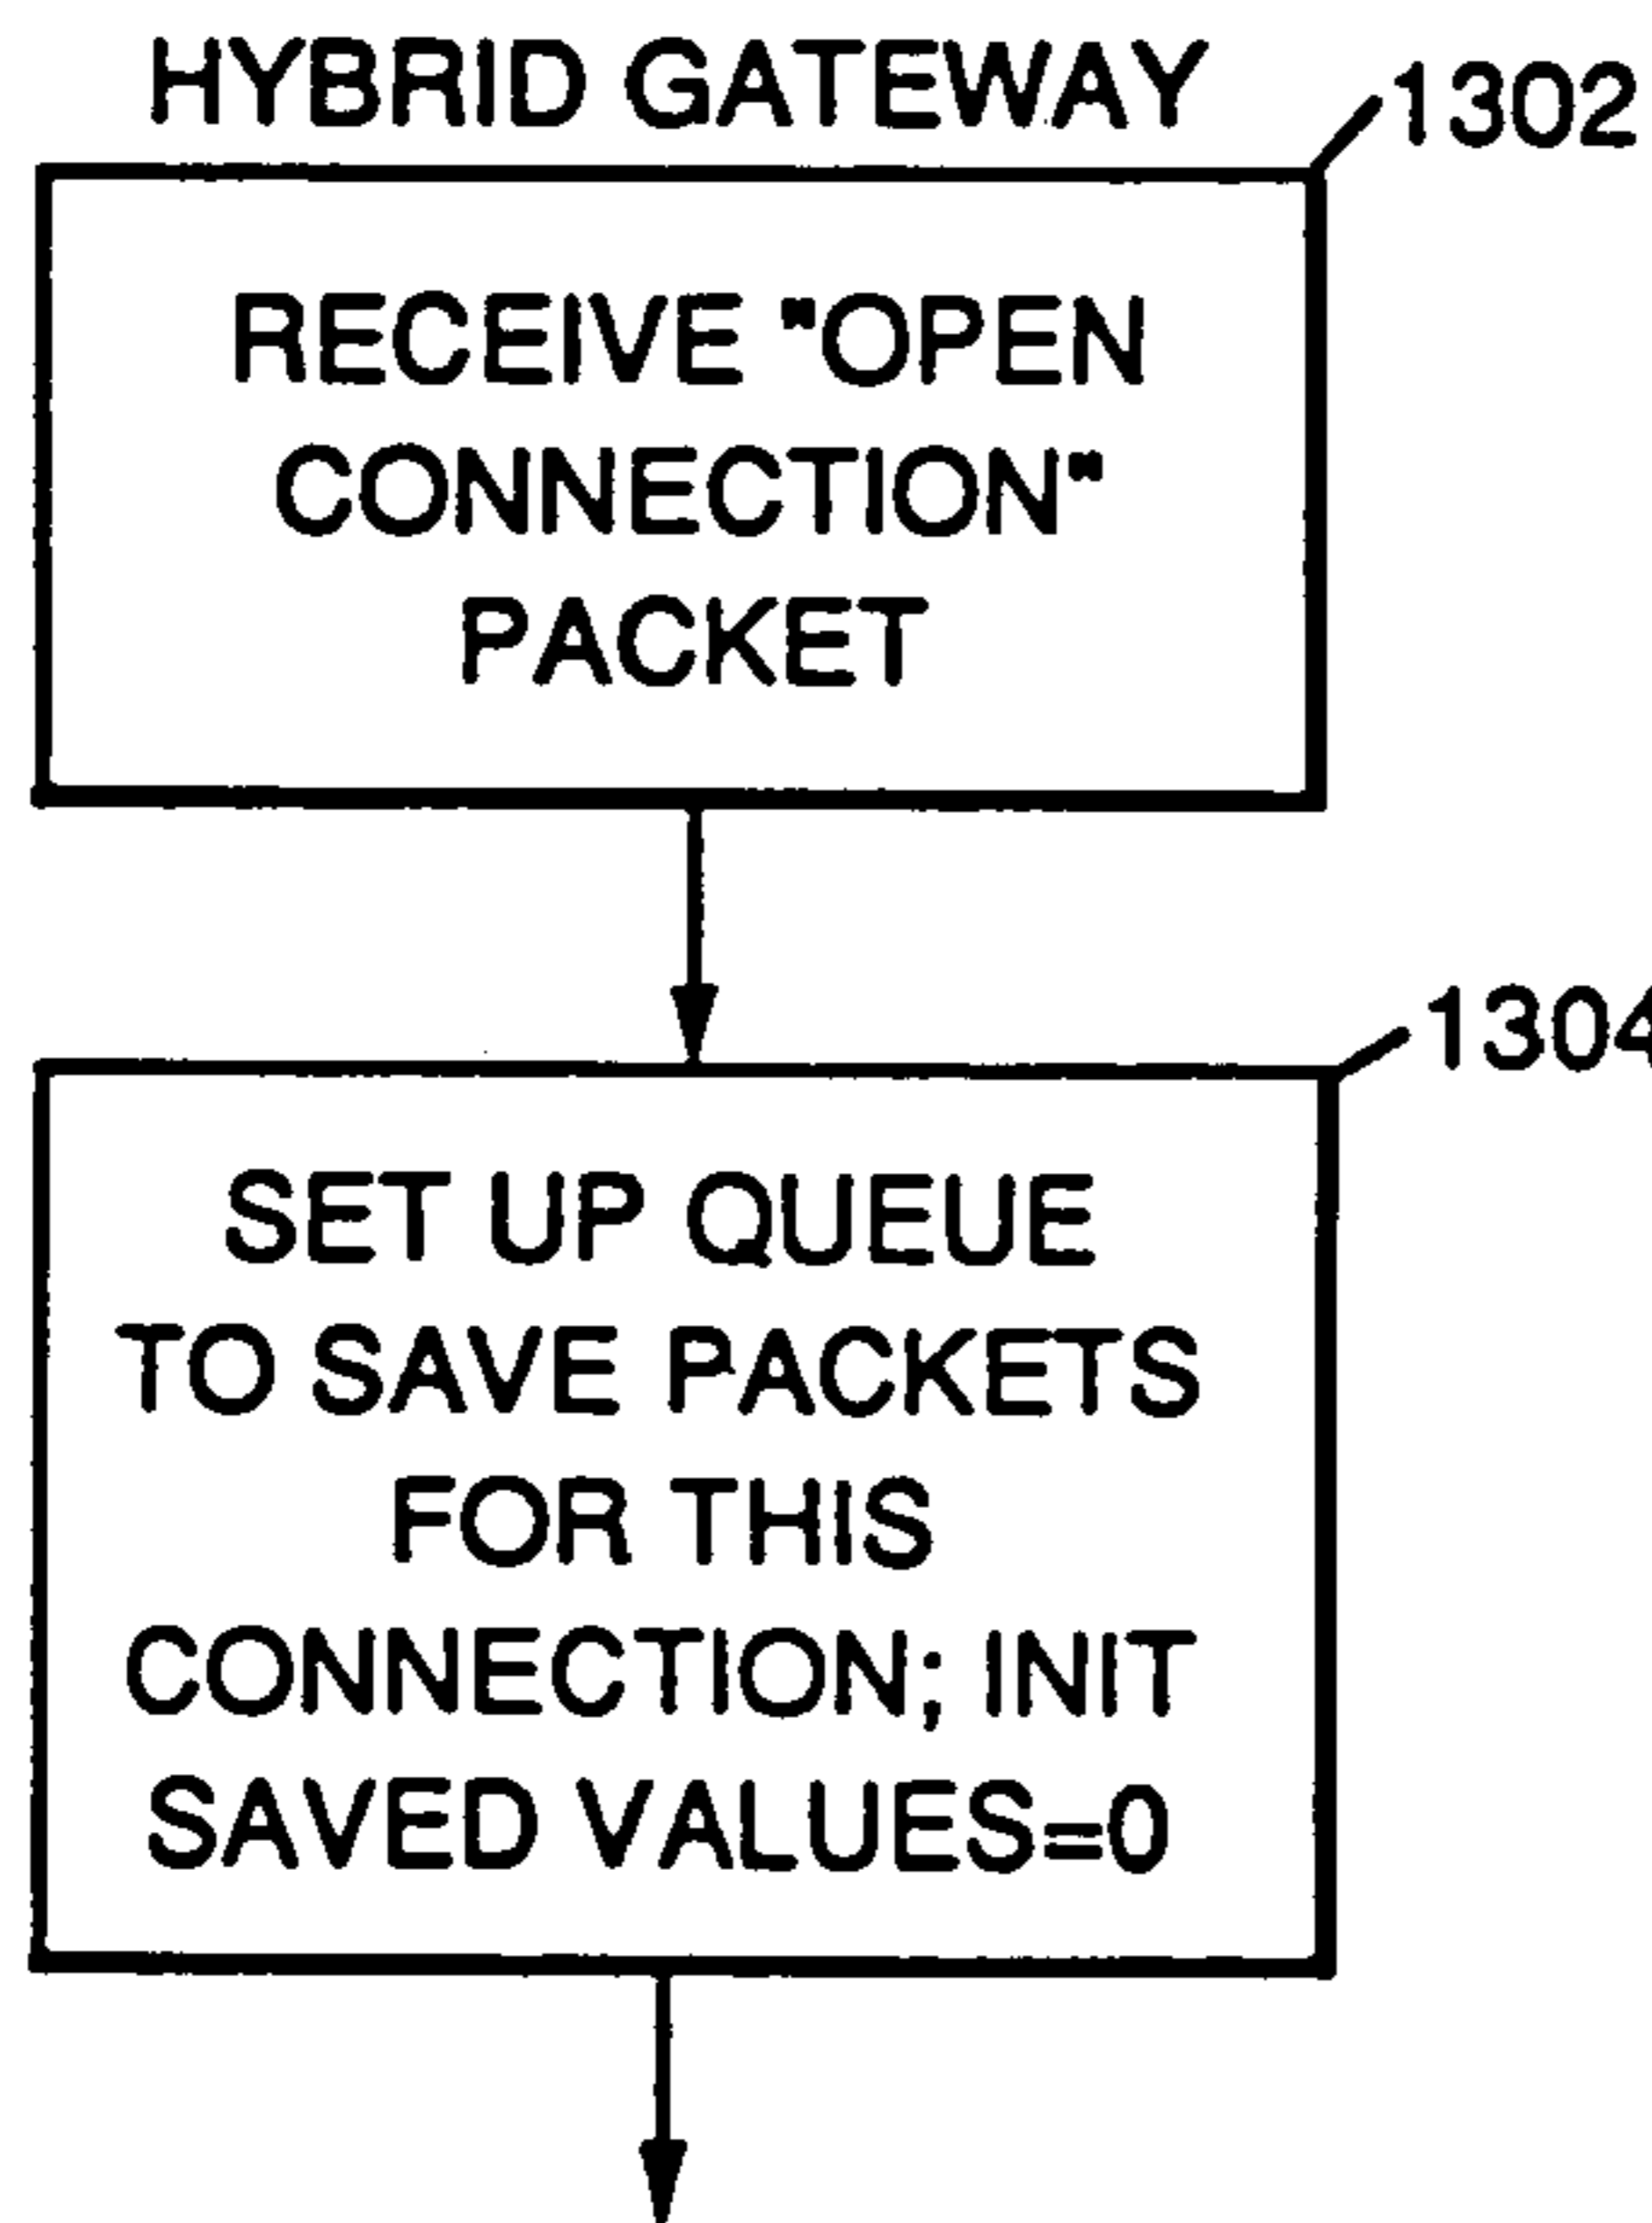 HYBRID GATEWAY
1302
RECEIVE "OPEN
CONNECTION"
PACKET
1304
SET UP QUEUE
TO SAVE PACKETS
FOR THIS
CONNECTION; INIT
SAVED VALUES=0